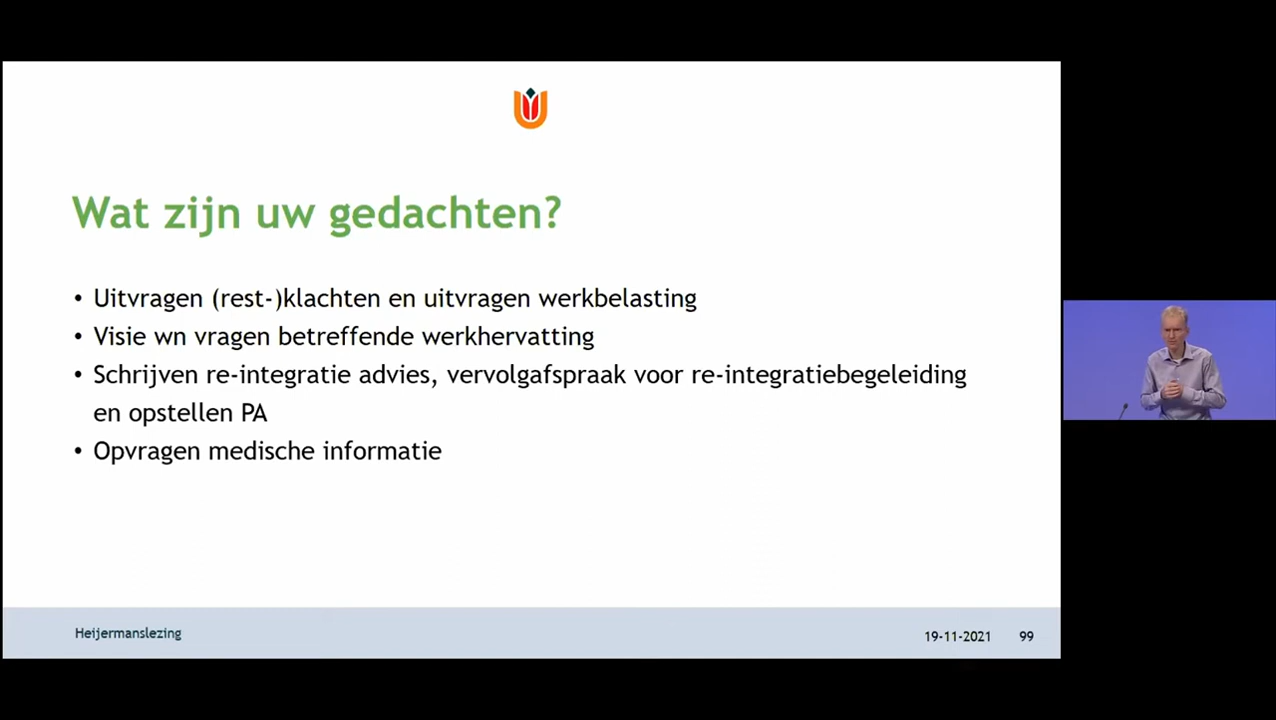 Wat zijn uw gedachten?
• Uitvragen (rest-)klachten en uitvragen werkbelasting
• Visie wn vragen betreffende werkhervatting
• Schrijven re-integratie advies, vervolgafspraak voor re-integratiebegeleiding
en opstellen PA
• Opvragen medische informatie
Heijermanslezing
19-11-2021 99